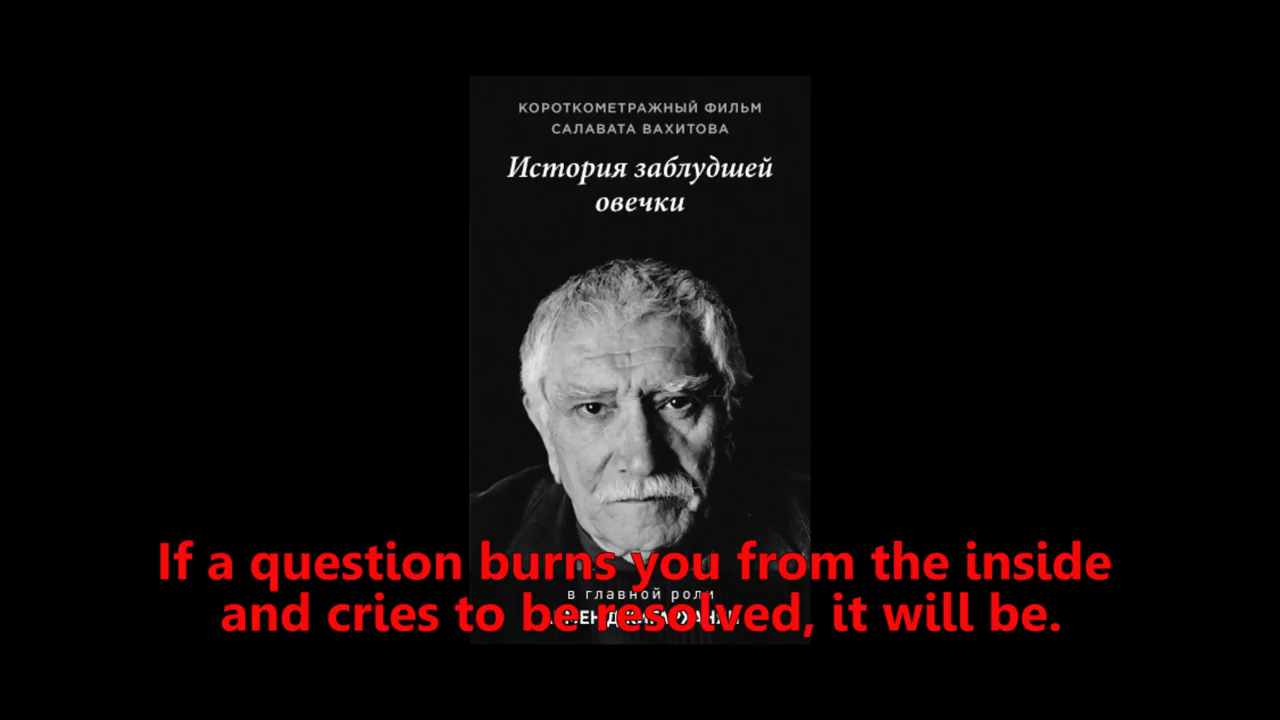 КОРОТКОМЕТРАЖНЫЙ ФИЛЬМ
САЛАВАТА ВАХИТОВА
История заблудшей
овечки
If a question burns you from the inside
в главной роли
and cries to be resolved, it will be.